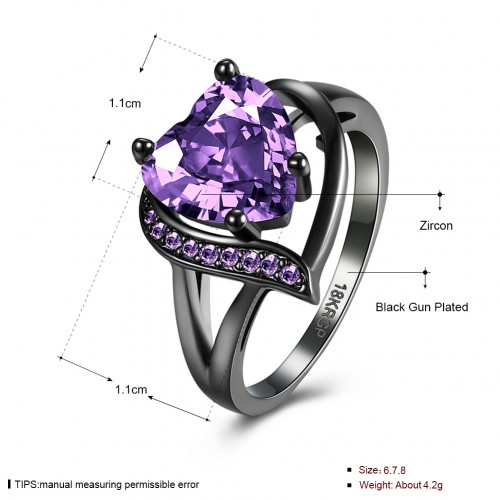 1.1cm
Zircon
Black Gun Plated
18KRGP
1.1cm
Size: 6.7.8
TIPS:manual measuring permissible error
Weight: About 4.2g